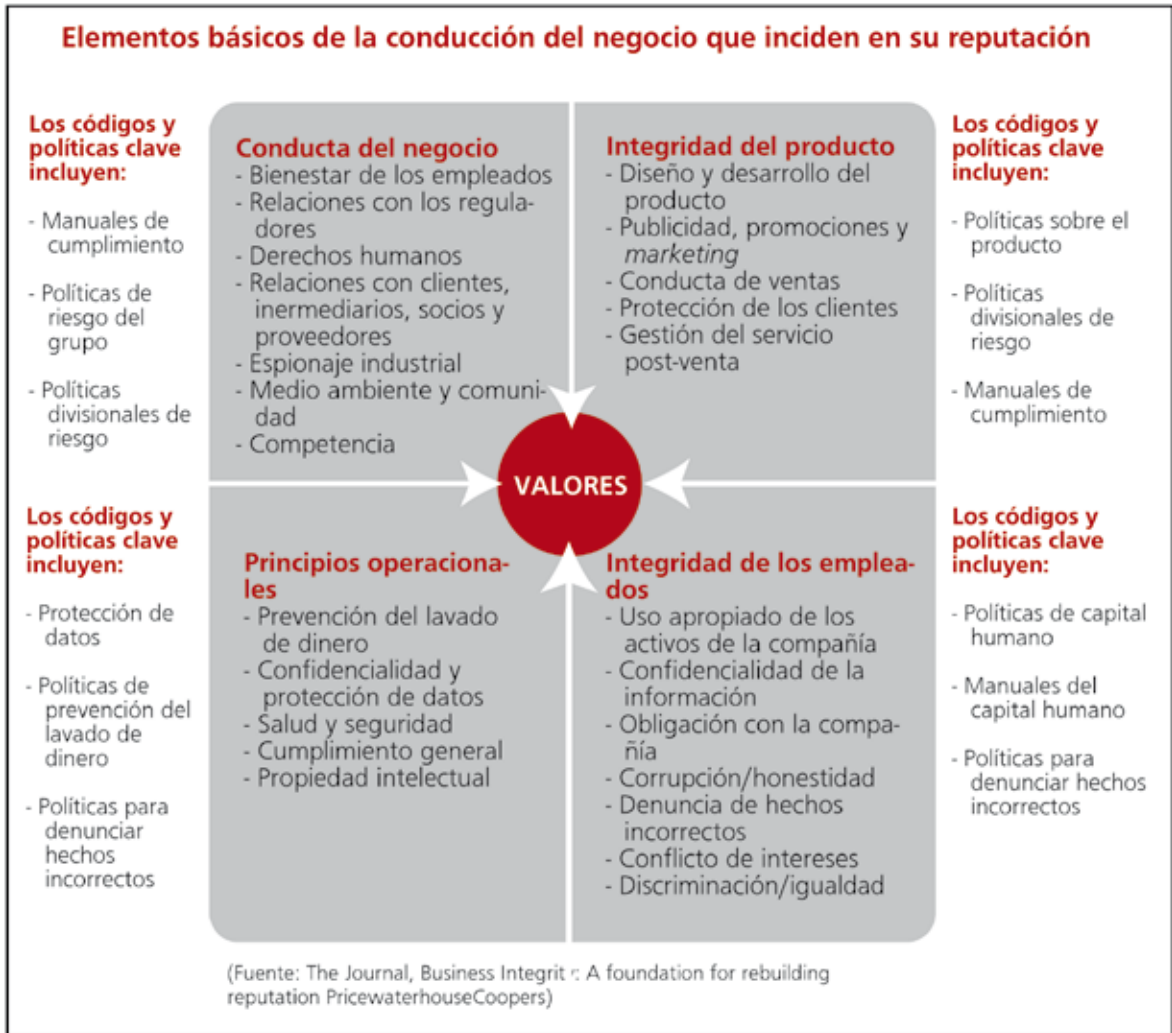 Elementos básicos de la conducción del negocio que inciden en su reputación
Los códigos y
políticas clave
incluyen:
- Manuales de
cumplimiento
- Políticas de
riesgo del
grupo
- Políticas
divisionales de
riesgo
Conducta del negocio
- Bienestar de los empleados
- Relaciones con los regula-
dores
- Derechos humanos
- Relaciones con clientes,
inermediarios, socios y
proveedores
- Espionaje industrial
- Medio ambiente y comuni-
dad
- Competencia
Integridad del producto
- Diseño y desarrollo del
producto
- Publicidad, promociones y
marketing
- Conducta de ventas
- Protección de los clientes
- Gestión del servicio
post-venta
Los códigos y
políticas clave
incluyen:
- Políticas sobre el
producto
- Políticas
divisionales de
riesgo
- Manuales de
cumplimiento
VALORES
Los códigos y
políticas clave
incluyen:
- Protección de
datos
- Políticas de
prevención del
lavado de
dinero
- Políticas para
denunciar
hechos
incorrectos
Principios operaciona-
les
- Prevención del lavado
de dinero
- Confidencialidad y
protección de datos
- Salud y seguridad
- Cumplimiento general
- Propiedad intelectual
Integridad de los emplea-
dos
- Uso apropiado de los
activos de la compañía
- Confidencialidad de la
información
- Obligación con la compa-
ñía
- Corrupción/honestidad
- Denuncia de hechos
incorrectos
- Conflicto de intereses
- Discriminación/igualdad
Los códigos y
políticas clave
incluyen:
- Políticas de capital
humano
- Manuales del
capital humano
- Políticas para
denunciar hechos
incorrectos
(Fuente: The Journal, Business Integrity: A foundation for rebuilding
reputation PricewaterhouseCoopers)